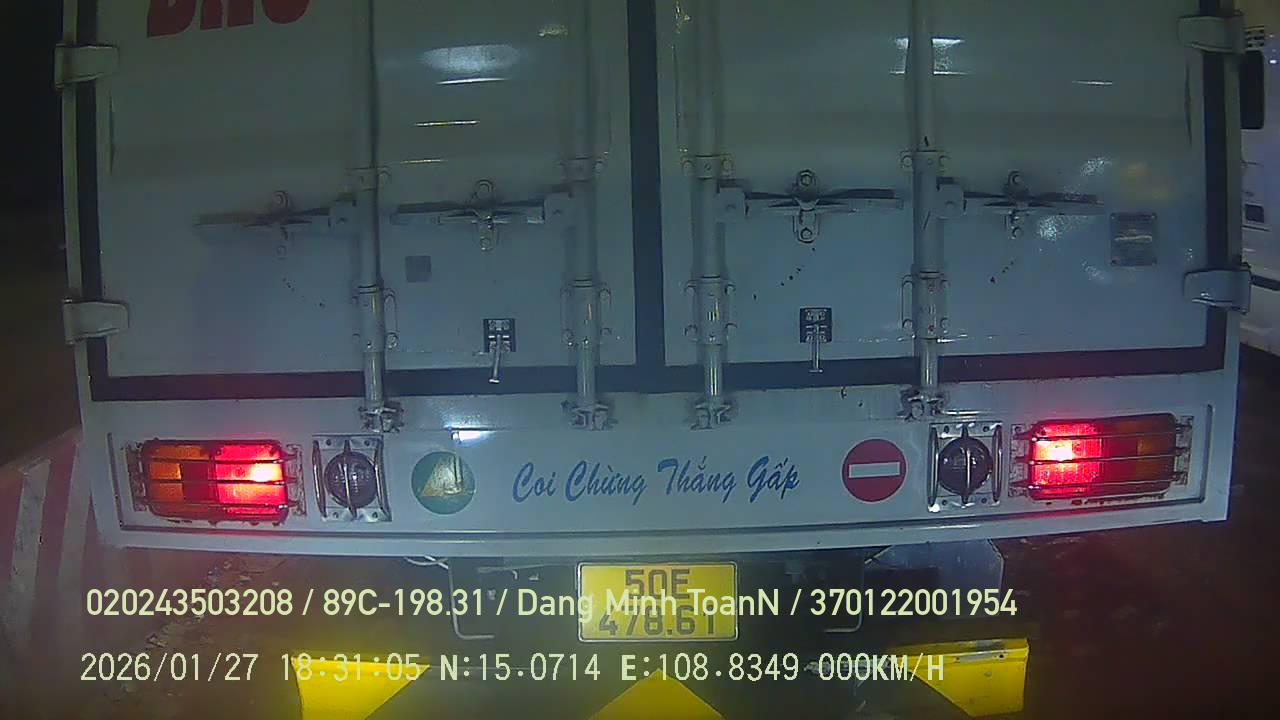 Coi Chừng Thắng Gấp
50E
478.61
020243503208 / 89C-198.31 / Dang Minh ToanN / 370122001954
2026/01/27 18:31:05 N:15.0714 E:108.8349 000KM/H